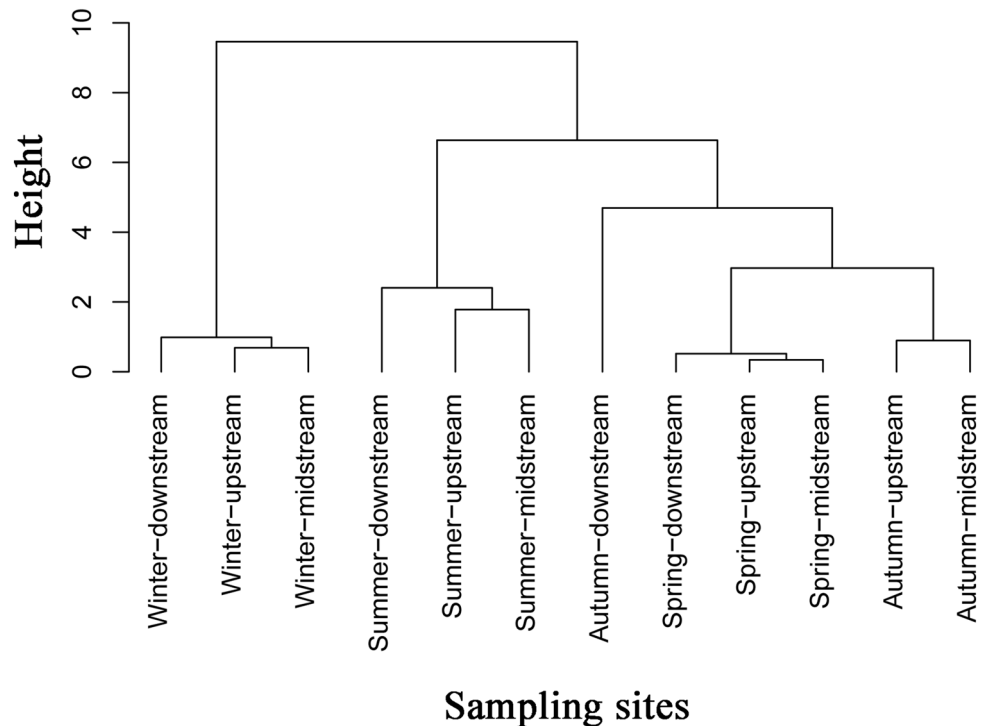 10
8
6
4
2
0
Height
Winter−downstream
Winter−upstream
Winter−midstream
Summer−downstream
Summer−upstream
Summer−midstream
Autumn−downstream
Spring−downstream
Spring−upstream
Spring−midstream
Autumn−upstream
Autumn−midstream
Sampling sites